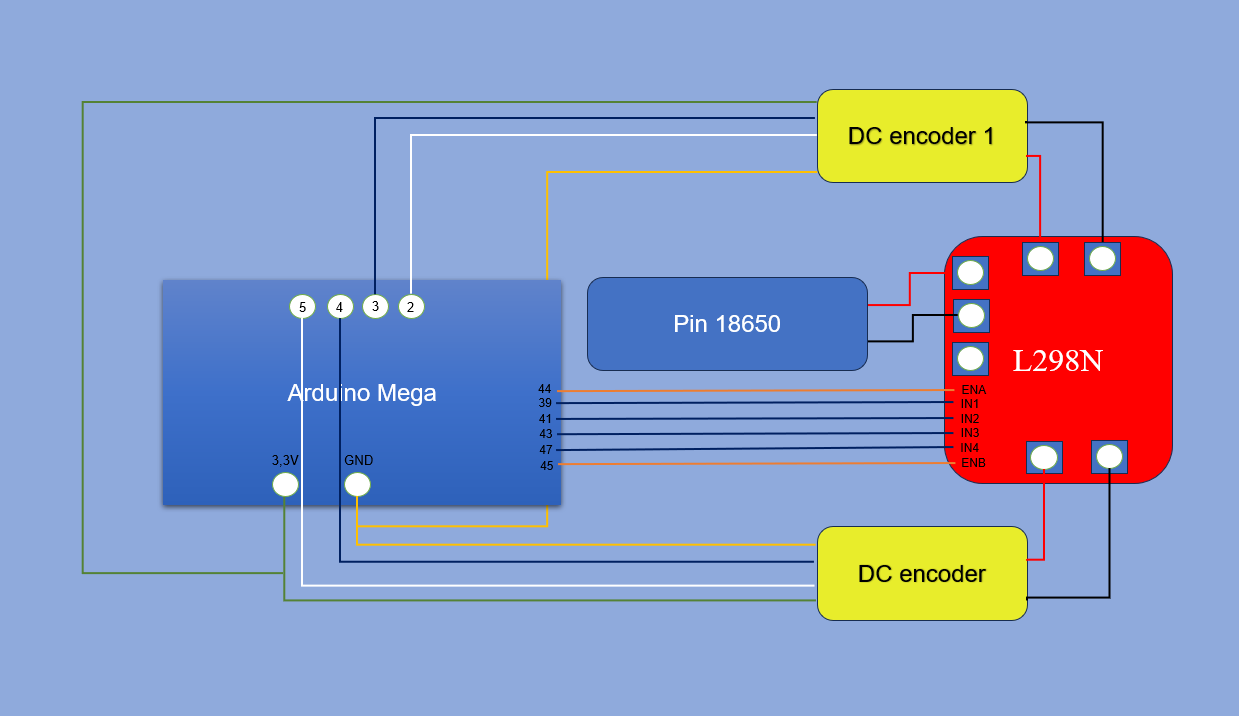 DC encoder 1
5
4
3
2
Pin 18650
L298N
Arduino Mega
44
39
41
43
47
45
ENA
IN1
IN2
IN3
IN4
ENB
3,3V
GND
DC encoder